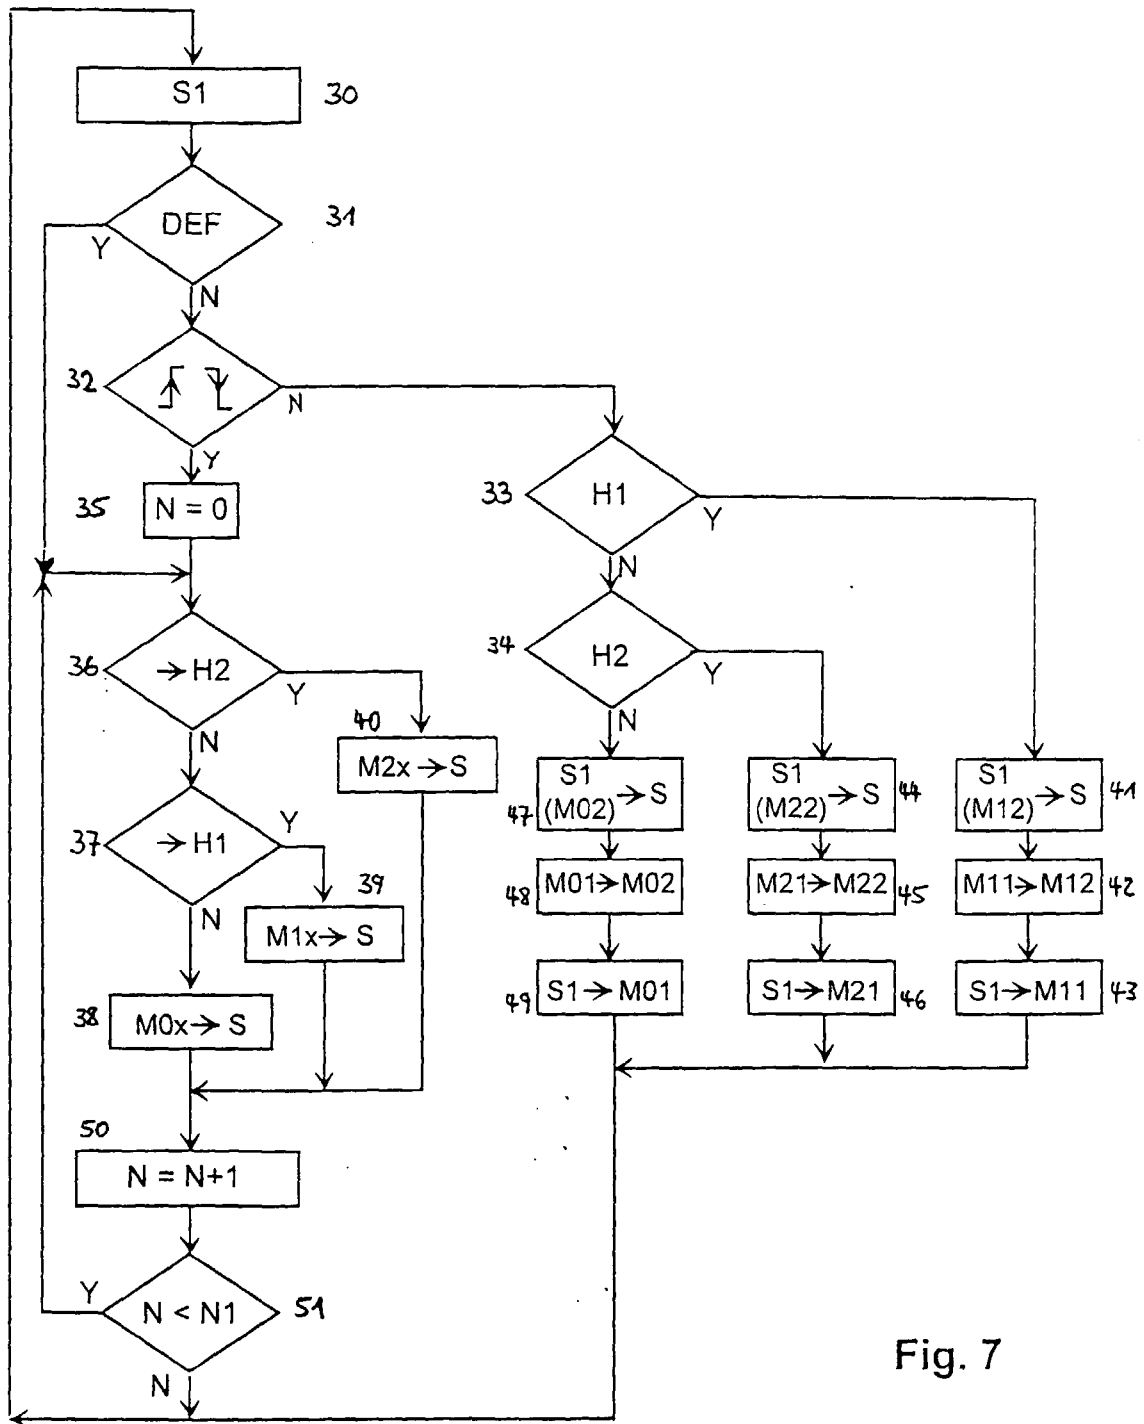 S1 30
DEF 31
Y
N
32 N
Y
35 N = 0
33 H1
Y
N
34 H2
Y
N
36 → H2
Y
N
40
M2x → S
37 → H1
Y
N
39
M1x → S
38 M0x → S
47 S1
(M02) → S
S1
(M22) → S 44
S1
(M12) → S 41
48 M01 → M02
M21 → M22 45
M11 → M12 42
49 S1 → M01
S1 → M21 46
S1 → M11 43
50
N = N+1
Y
N < N1 51
N
Fig. 7